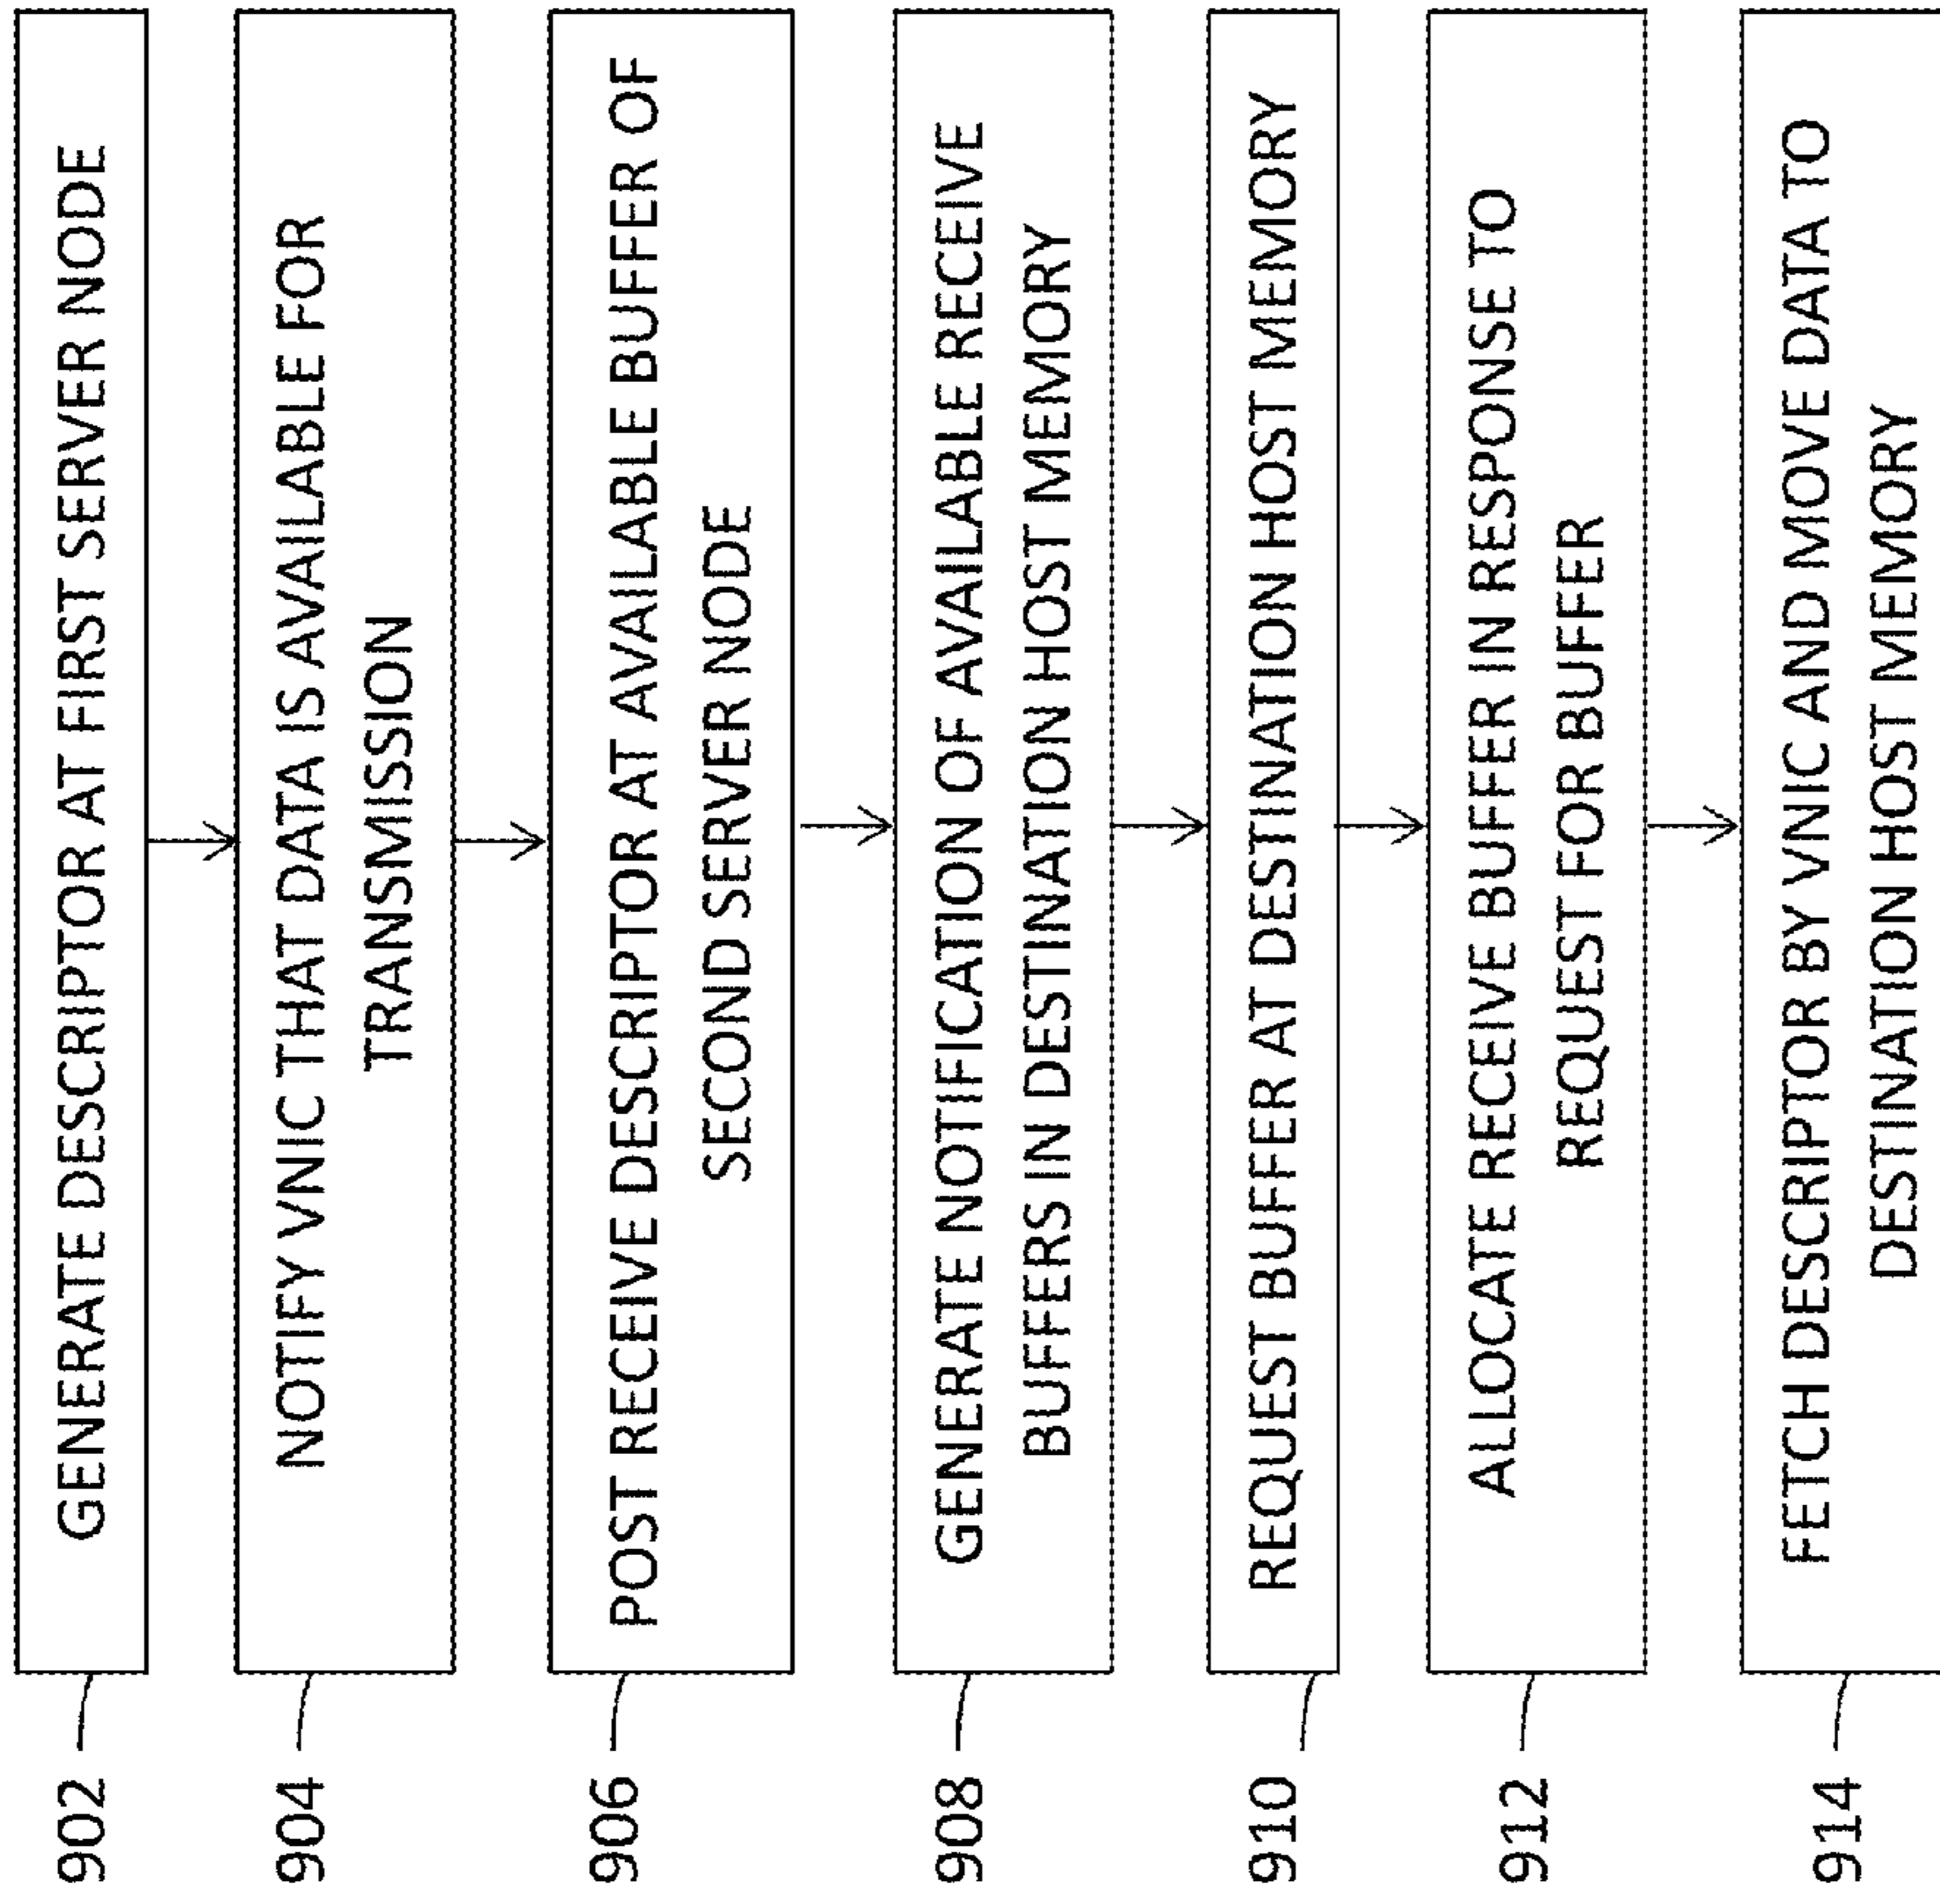 902
GENERATE DESCRIPTOR AT FIRST SERVER NODE
904
NOTIFY VNIC THAT DATA IS AVAILABLE FOR
TRANSMISSION
906
POST RECEIVE DESCRIPTOR AT AVAILABLE BUFFER OF
SECOND SERVER NODE
908
GENERATE NOTIFICATION OF AVAILABLE RECEIVE
BUFFERS IN DESTINATION HOST MEMORY
910
REQUEST BUFFER AT DESTINATION HOST MEMORY
912
ALLOCATE RECEIVE BUFFER IN RESPONSE TO
REQUEST FOR BUFFER
914
FETCH DESCRIPTOR BY VNIC AND MOVE DATA TO
DESTINATION HOST MEMORY